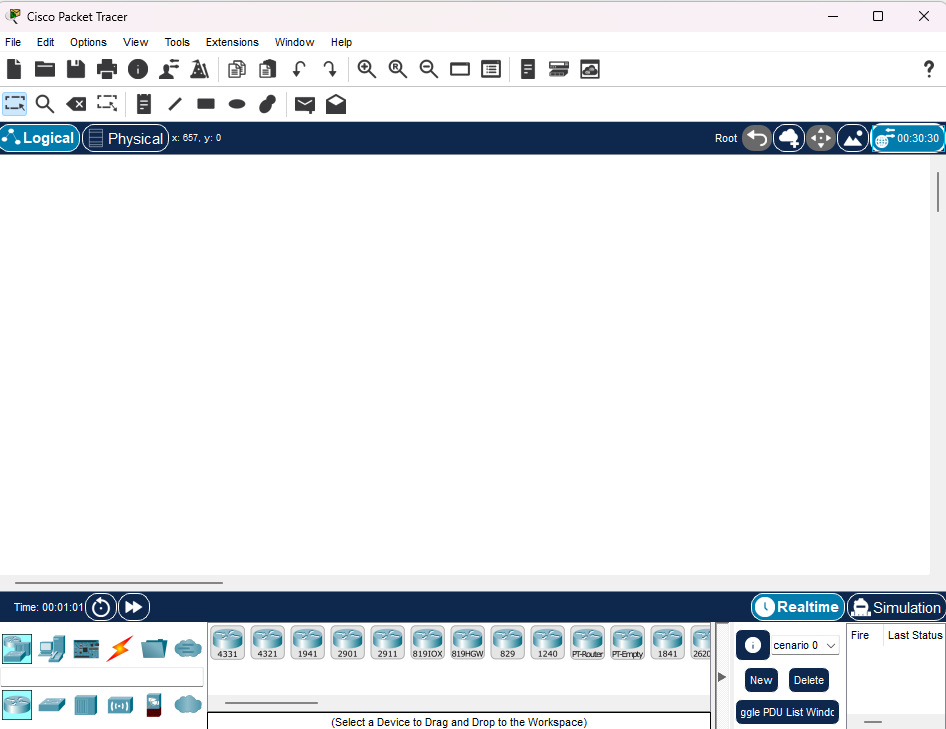 Cisco Packet Tracer
File Edit Options View Tools Extensions Window Help
Logical Physical x: 657, y: 0 Root 00:30:30
Time: 00:01:01 Realtime Simulation
4331 4321 1941 2901 2911 819IOX 819HGW 829 1240 PT-Router PT-Empty 1841 2620
cenario 0
Fire Last Status
New Delete
ggle PDU List Windc
(Select a Device to Drag and Drop to the Workspace)